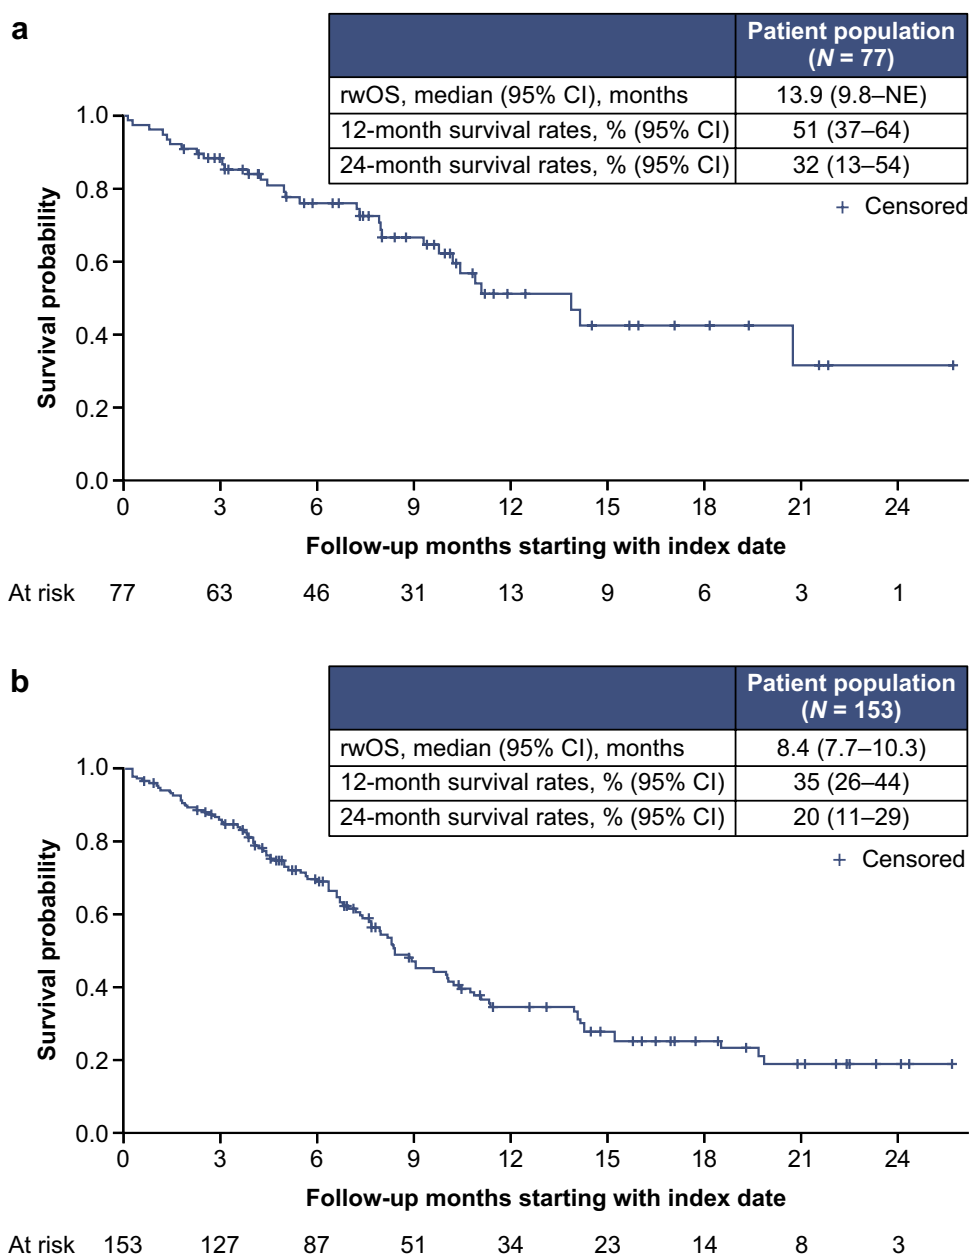 a
Patient population
(N = 77)
rwOS, median (95% CI), months 13.9 (9.8–NE)
12-month survival rates, % (95% CI) 51 (37–64)
24-month survival rates, % (95% CI) 32 (13–54)
+ Censored
Survival probability
1.0
0.8
0.6
0.4
0.2
0.0
0 3 6 9 12 15 18 21 24
Follow-up months starting with index date
At risk 77 63 46 31 13 9 6 3 1
b
Patient population
(N = 153)
rwOS, median (95% CI), months 8.4 (7.7–10.3)
12-month survival rates, % (95% CI) 35 (26–44)
24-month survival rates, % (95% CI) 20 (11–29)
+ Censored
Survival probability
1.0
0.8
0.6
0.4
0.2
0.0
0 3 6 9 12 15 18 21 24
Follow-up months starting with index date
At risk 153 127 87 51 34 23 14 8 3